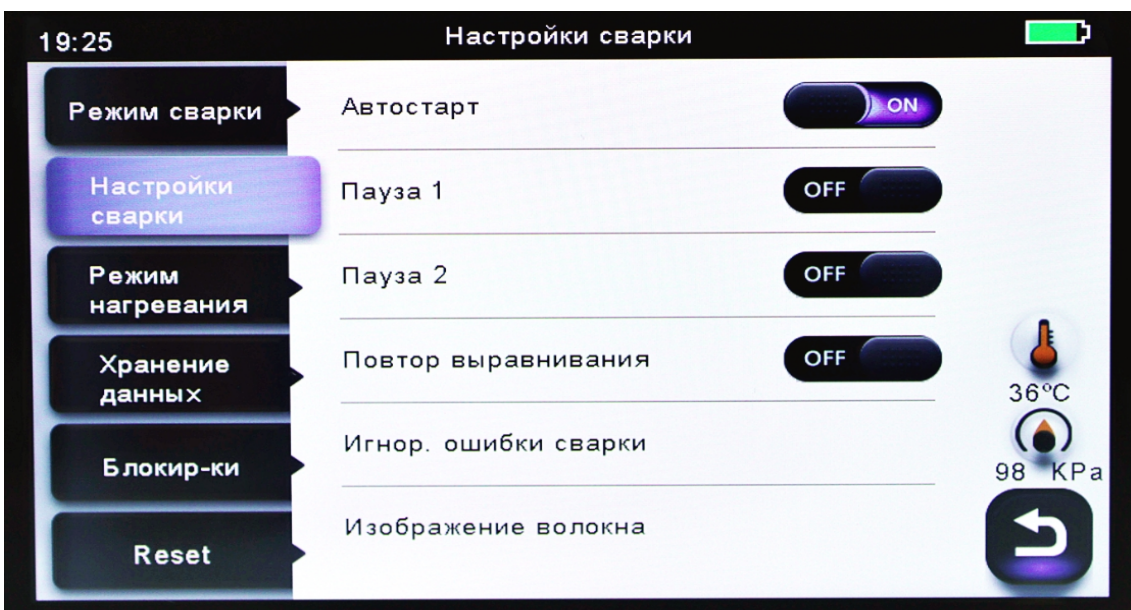 19:25
Настройки сварки
Режим сварки
Настройки
сварки
Режим
нагревания
Хранение
данных
Блокир-ки
Reset
Автостарт
ON
Пауза 1
OFF
Пауза 2
OFF
Повтор выравнивания
OFF
Игнор. ошибки сварки
Изображение волокна
36°C
98 KPa